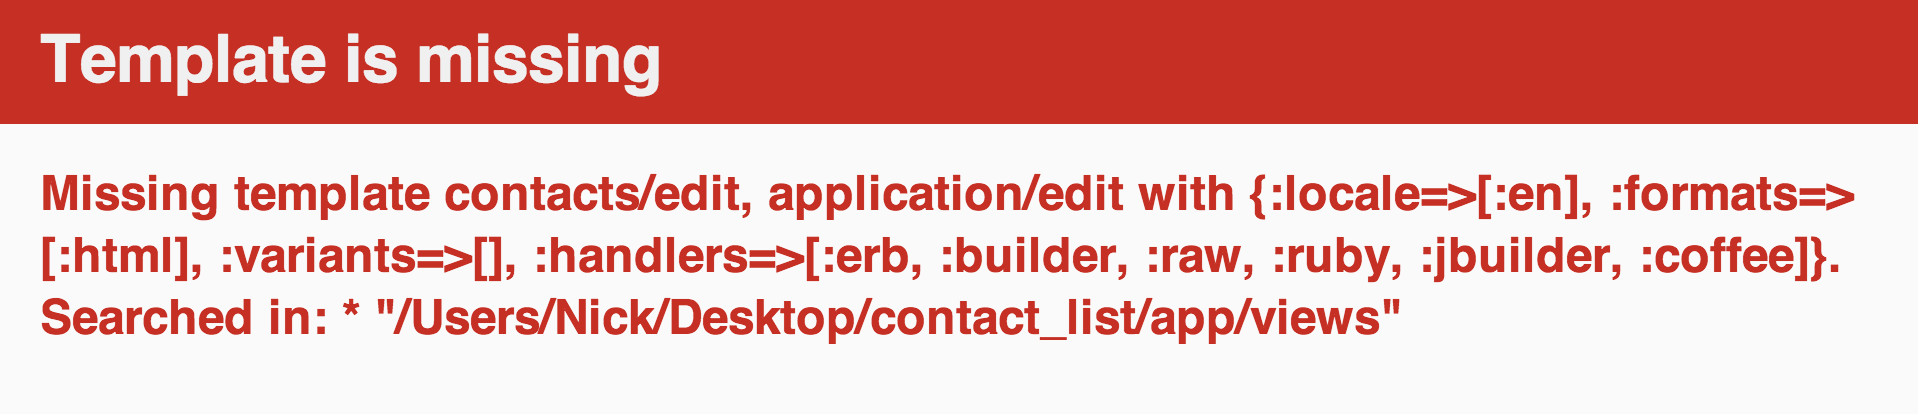 Template is missing
Missing template contacts/edit, application/edit with {:locale=>[:en], :formats=>
[:html], :variants=>[], :handlers=>[:erb, :builder, :raw, :ruby, :jbuilder, :coffee]}.
Searched in: * "/Users/Nick/Desktop/contact_list/app/views"